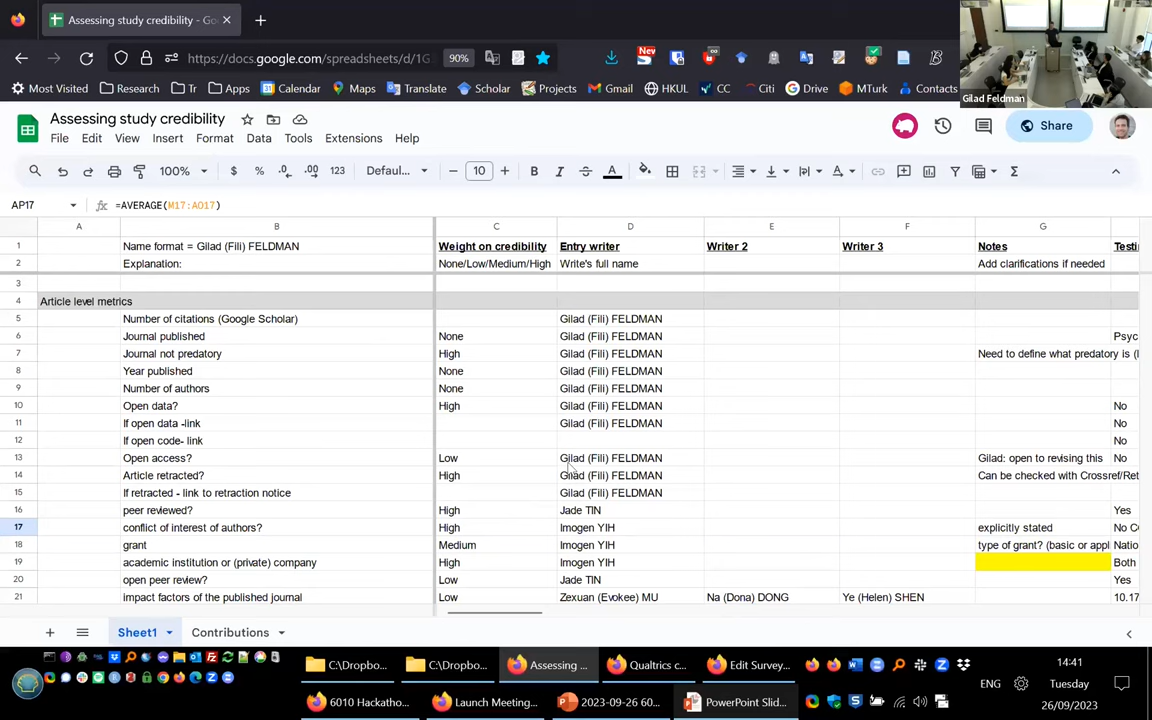 Assessing study credibility - Go
https://docs.google.com/spreadsheets/d/1G
90%
New
Most Visited Research Tr Apps Calendar Maps Translate Scholar Projects Gmail HKUL CC Citi Drive MTurk Contacts
Gilad Feldman
Assessing study credibility
File Edit View Insert Format Data Tools Extensions Help
Share
100% $ % .0 .00 123 Defaul... 10 B I A
AP17 fx =AVERAGE(M17:AO17)
A B C D E F G
1 Name format = Gilad (Fili) FELDMAN Weight on credibility Entry writer Writer 2 Writer 3 Notes Testi
2 Explanation: None/Low/Medium/High Write's full name Add clarifications if needed
3
4 Article level metrics
5 Number of citations (Google Scholar) Gilad (Fili) FELDMAN
6 Journal published None Gilad (Fili) FELDMAN Psyc
7 Journal not predatory High Gilad (Fili) FELDMAN Need to define what predatory is (
8 Year published None Gilad (Fili) FELDMAN
9 Number of authors None Gilad (Fili) FELDMAN
10 Open data? High Gilad (Fili) FELDMAN No
11 If open data -link Gilad (Fili) FELDMAN No
12 If open code- link No
13 Open access? Low Gilad (Fili) FELDMAN Gilad: open to revising this No
14 Article retracted? High Gilad (Fili) FELDMAN Can be checked with Crossref/Ret
15 If retracted - link to retraction notice Gilad (Fili) FELDMAN
16 peer reviewed? High Jade TIN Yes
17 conflict of interest of authors? High Imogen YIH explicitly stated No C
18 grant Medium Imogen YIH type of grant? (basic or appl Natio
19 academic institution or (private) company High Imogen YIH Both
20 open peer review? Low Jade TIN Yes
21 impact factors of the published journal Low Zexuan (Evokee) MU Na (Dona) DONG Ye (Helen) SHEN 10.17
Sheet1 Contributions
C:\Dropbo... C:\Dropbo... Assessing ... Qualtrics c... Edit Survey...
14:41
ENG Tuesday
6010 Hackatho... Launch Meeting... 2023-09-26 60... PowerPoint Slid...
26/09/2023